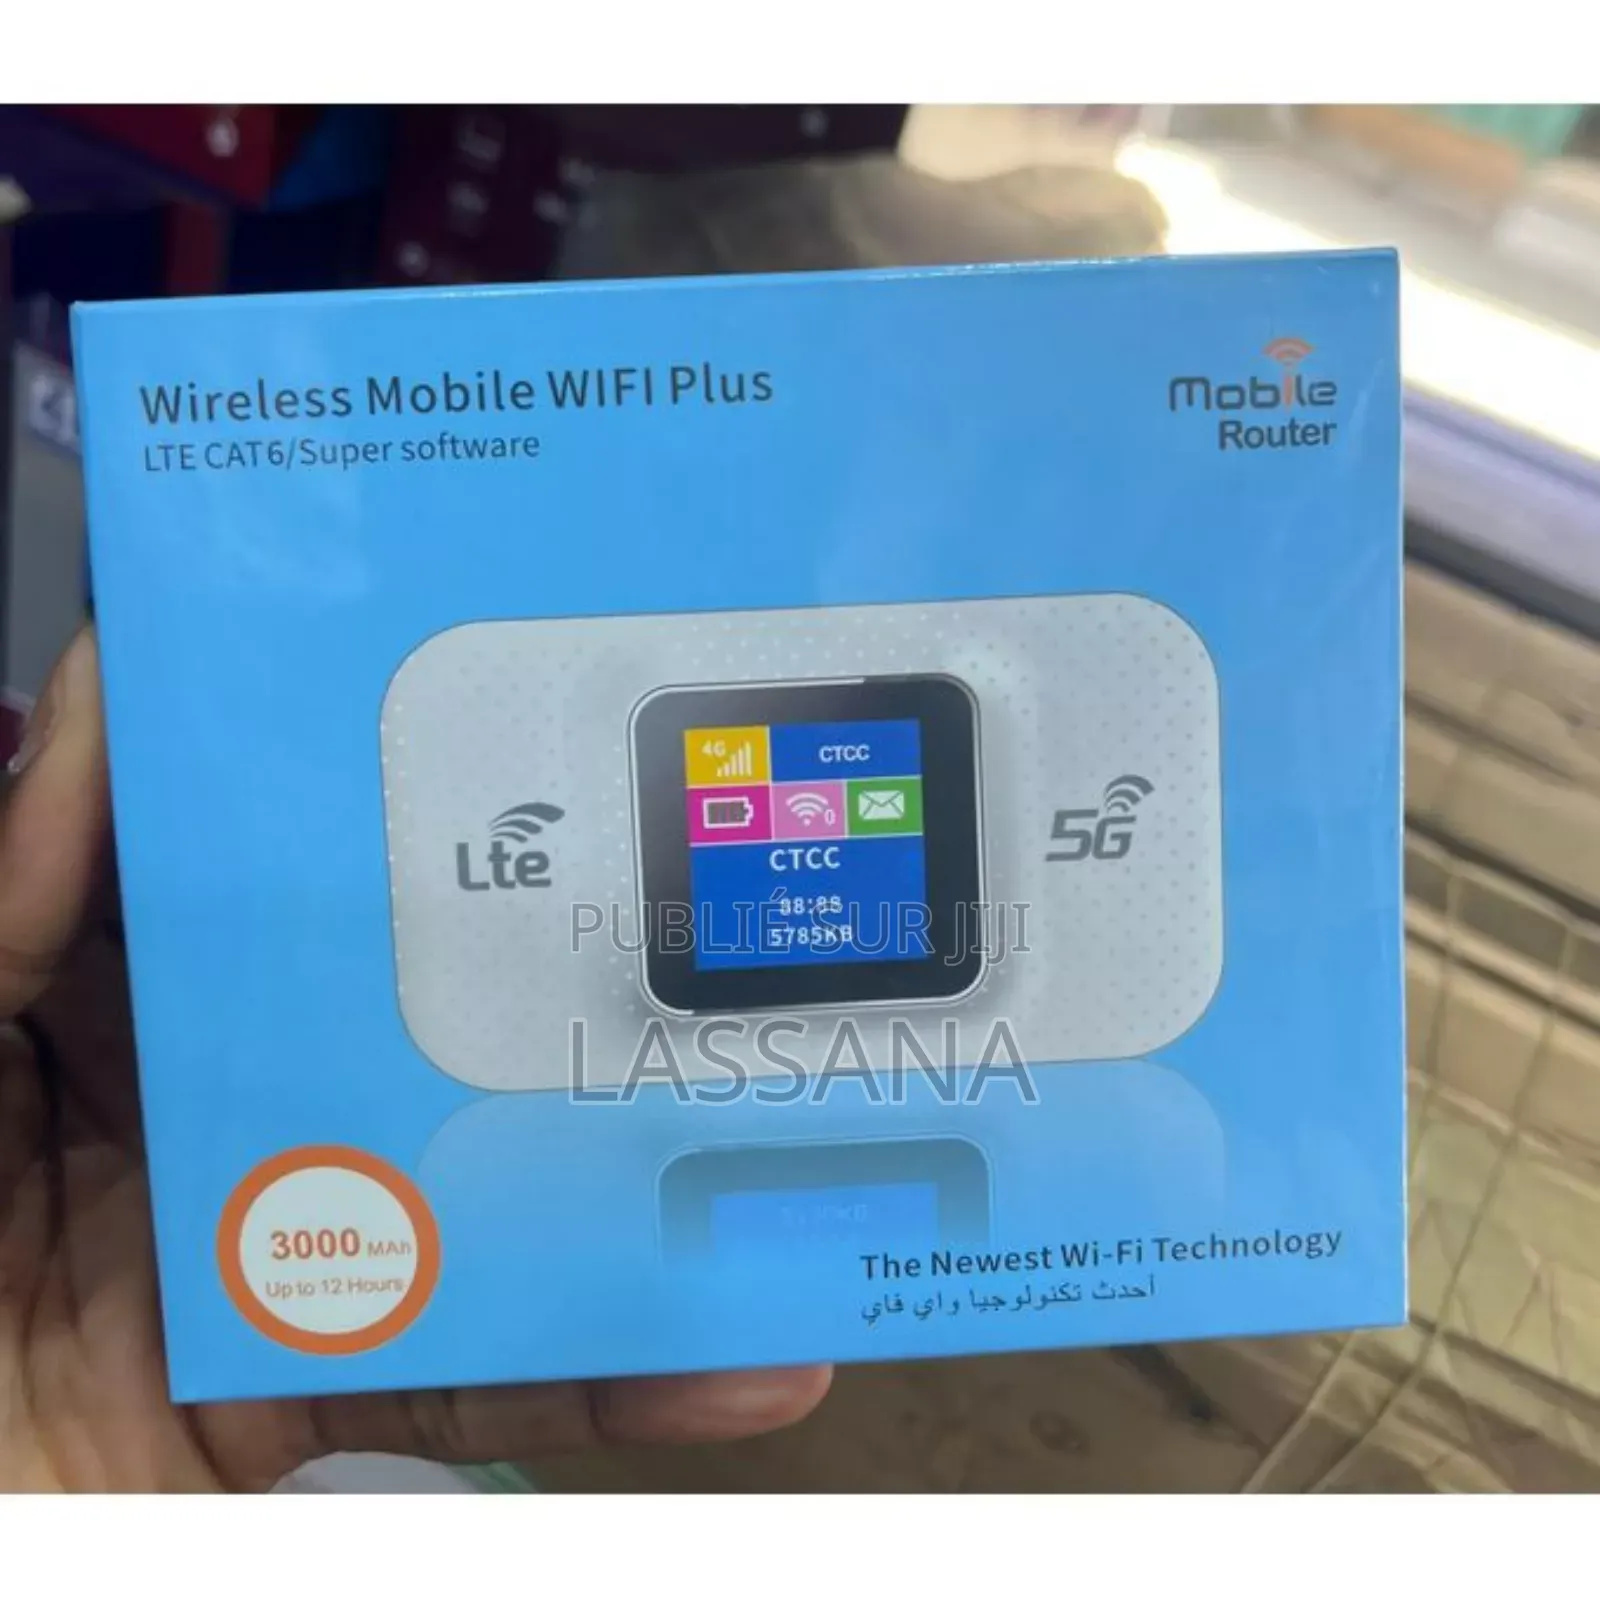 Wireless Mobile WIFI Plus
LTE CAT6/Super software
Mobile
Router
4G
CTCC
0
CTCC
88:88
5785KB
Lte
5G
PUBLIÉ SUR JIJI
LASSANA
3000 MAh
Up to 12 Hours
The Newest Wi-Fi Technology
أحدث تكنولوجيا واي فاي